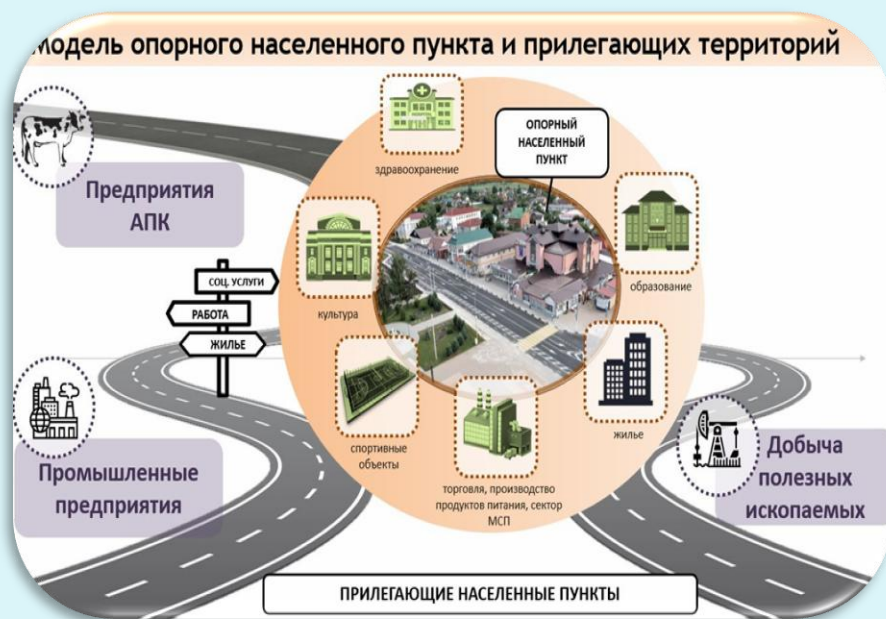 модель опорного населенного пункта и прилегающих территорий
ОПОРНЫЙ
НАСЕЛЕННЫЙ
ПУНКТ
здравоохранение
Предприятия
АПК
образование
СОЦ. УСЛУГИ
РАБОТА
ЖИЛЬЕ
культура
жилье
спортивные
объекты
торговля, производство
продуктов питания, сектор
МСП
Промышленные
предприятия
Добыча
полезных
ископаемых
ПРИЛЕГАЮЩИЕ НАСЕЛЕННЫЕ ПУНКТЫ